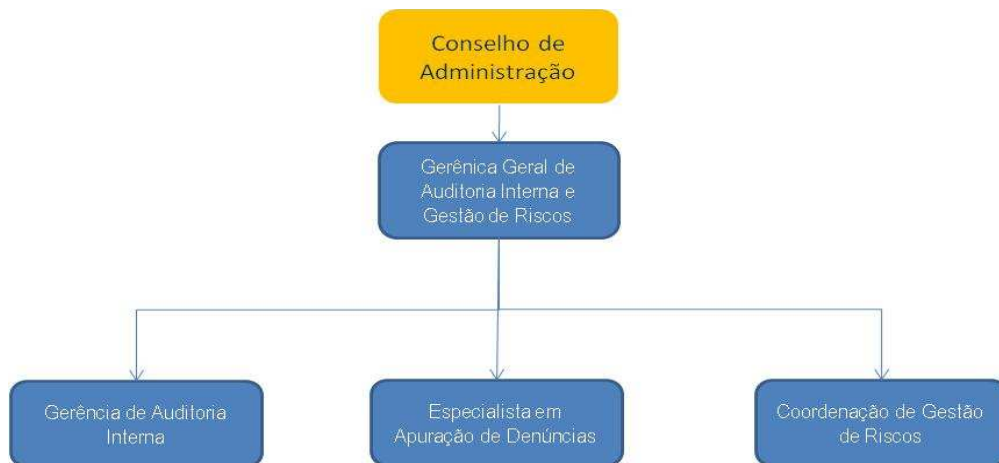 Conselho de
Administração
Gerênica Geral de
Auditoria Interna e
Gestão de Riscos
Gerência de Auditoria
Interna
Especialista em
Apuração de Denúncias
Coordenação de Gestão
de Riscos